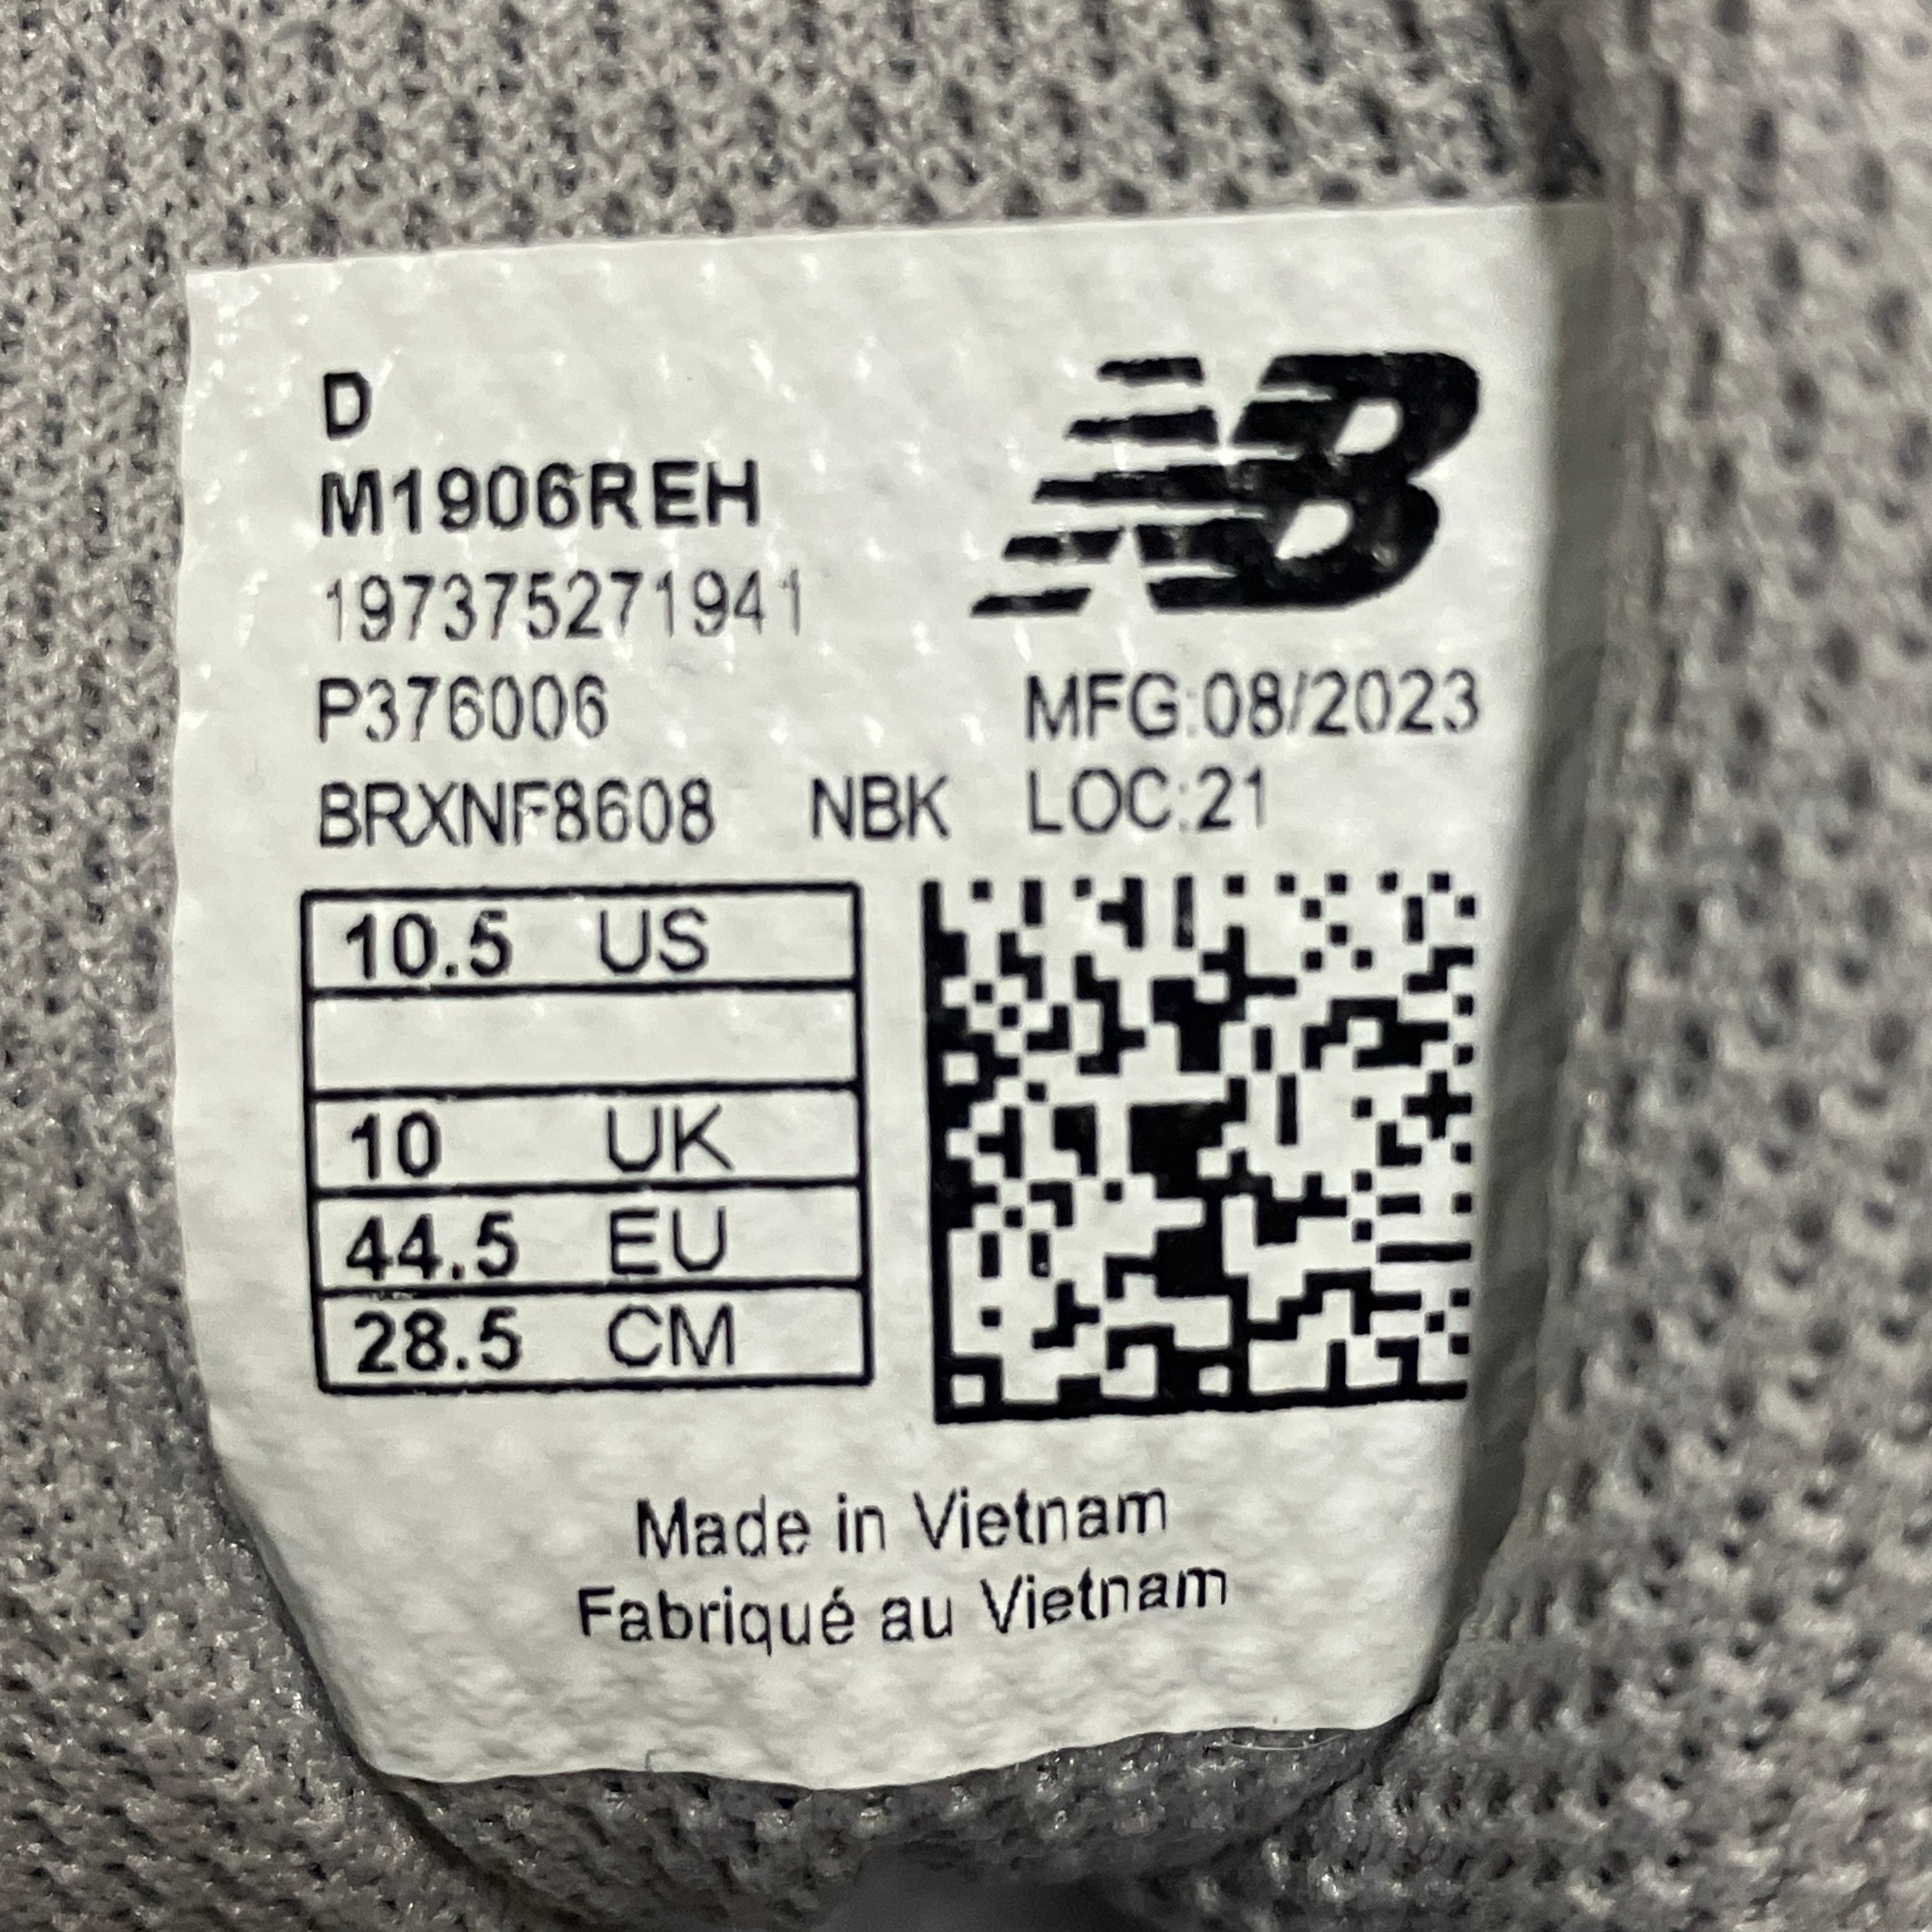 D
M1906REH
197375271941
P376006
BRXNF8608 NBK
NB
MFG:08/2023
LOC:21
10.5 US
10 UK
44.5 EU
28.5 CM
Made in Vietnam
Fabriqué au Vietnam